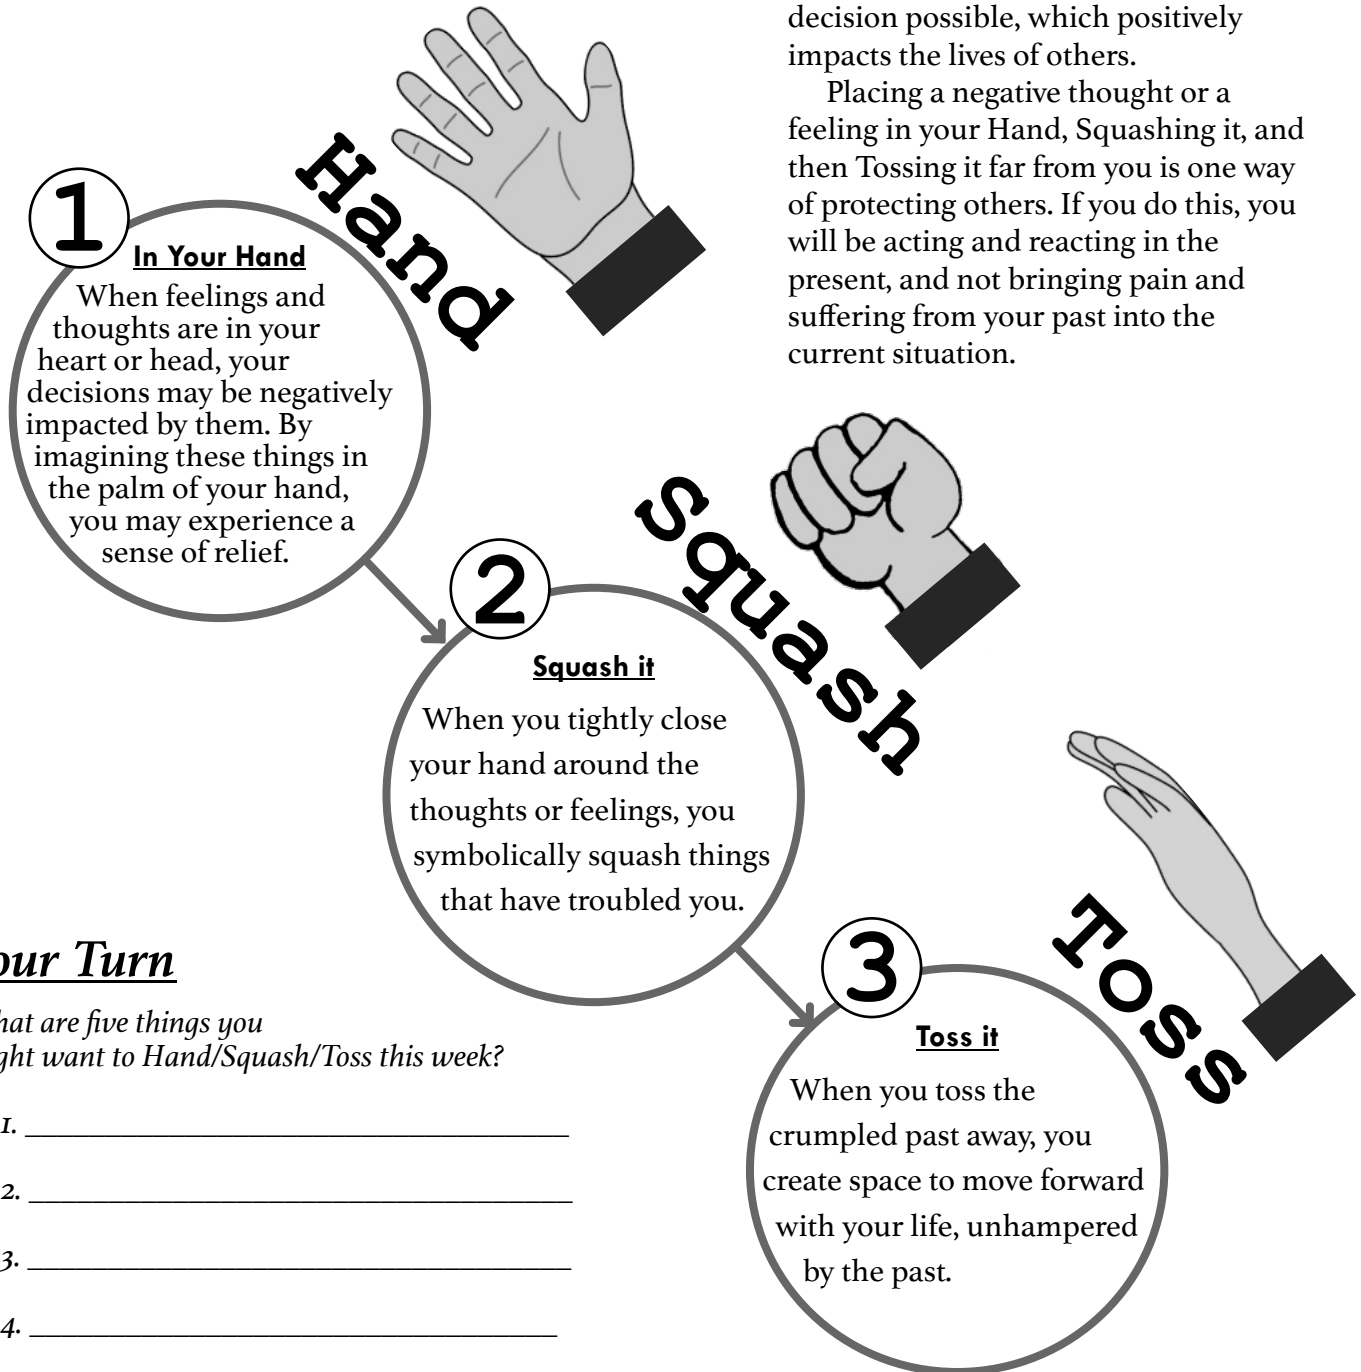 decision possible, which positively
impacts the lives of others.
Placing a negative thought or a
feeling in your Hand, Squashing it, and
then Tossing it far from you is one way
of protecting others. If you do this, you
will be acting and reacting in the
present, and not bringing pain and
suffering from your past into the
current situation.
Hand
1
In Your Hand
When feelings and
thoughts are in your
heart or head, your
decisions may be negatively
impacted by them. By
imagining these things in
the palm of your hand,
you may experience a
sense of relief.
Squash
2
Squash it
When you tightly close
your hand around the
thoughts or feelings, you
symbolically squash things
that have troubled you.
Toss
3
Toss it
When you toss the
crumpled past away, you
create space to move forward
with your life, unhampered
by the past.
our Turn
hat are five things you
ght want to Hand/Squash/Toss this week?
1. ______________________________________
2. ______________________________________
3. ______________________________________
4. _____________________________________